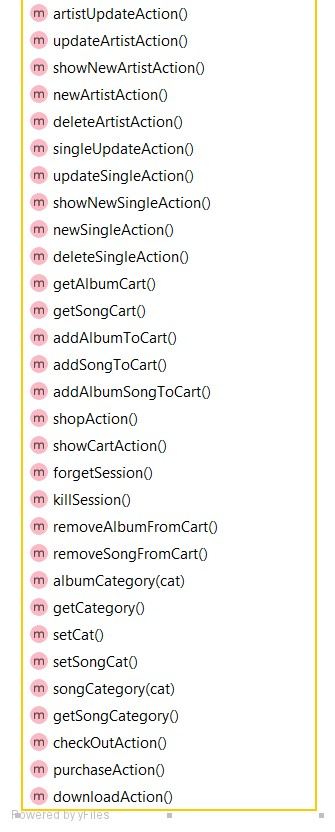 m artistUpdateAction()
m updateArtistAction()
m showNewArtistAction()
m newArtistAction()
m deleteArtistAction()
m singleUpdateAction()
m updateSingleAction()
m showNewSingleAction()
m newSingleAction()
m deleteSingleAction()
m getAlbumCart()
m getSongCart()
m addAlbumToCart()
m addSongToCart()
m addAlbumSongToCart()
m shopAction()
m showCartAction()
m forgetSession()
m killSession()
m removeAlbumFromCart()
m removeSongFromCart()
m albumCategory(cat)
m getCategory()
m setCat()
m setSongCat()
m songCategory(cat)
m getSongCategory()
m checkOutAction()
m purchaseAction()
m downloadAction()
Powered by yFiles